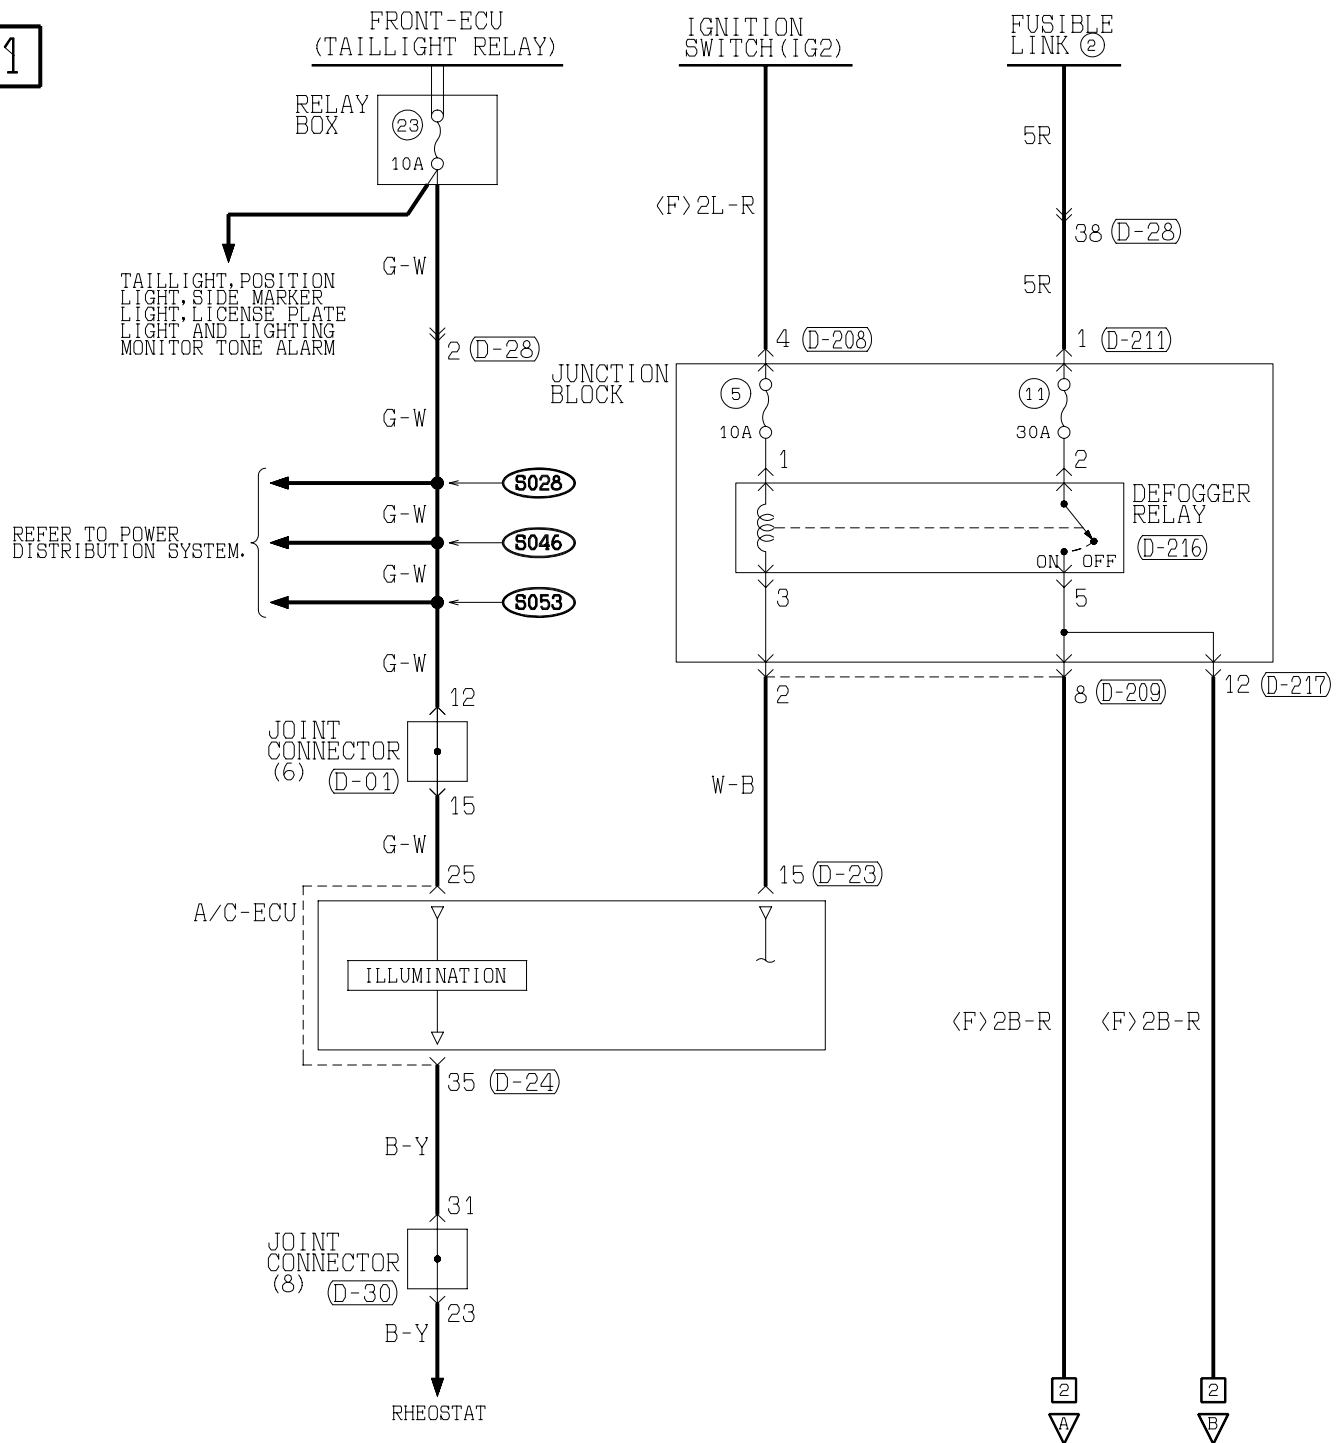 1
FRONT-ECU
(TAILLIGHT RELAY)
IGNITION
SWITCH(IG2)
FUSIBLE
LINK ②
RELAY
BOX
23
10A
5R
<F>2L-R
38 (D-28)
G-W
TAILLIGHT,POSITION
LIGHT,SIDE MARKER
LIGHT,LICENSE PLATE
LIGHT AND LIGHTING
MONITOR TONE ALARM
5R
2 (D-28)
4 (D-208)
1 (D-211)
JUNCTION
BLOCK
5
10A
11
30A
G-W
1
2
S028
DEFOGGER
RELAY
(D-216)
ON OFF
G-W
REFER TO POWER
DISTRIBUTION SYSTEM.
S046
G-W
S053
3
5
G-W
12
2
8 (D-209)
12 (D-217)
JOINT
CONNECTOR
(6) (D-01)
15
W-B
G-W
25
15 (D-23)
A/C-ECU
ILLUMINATION
<F>2B-R
<F>2B-R
35 (D-24)
B-Y
31
JOINT
CONNECTOR
(8) (D-30)
23
B-Y
RHEOSTAT
2
A
2
B